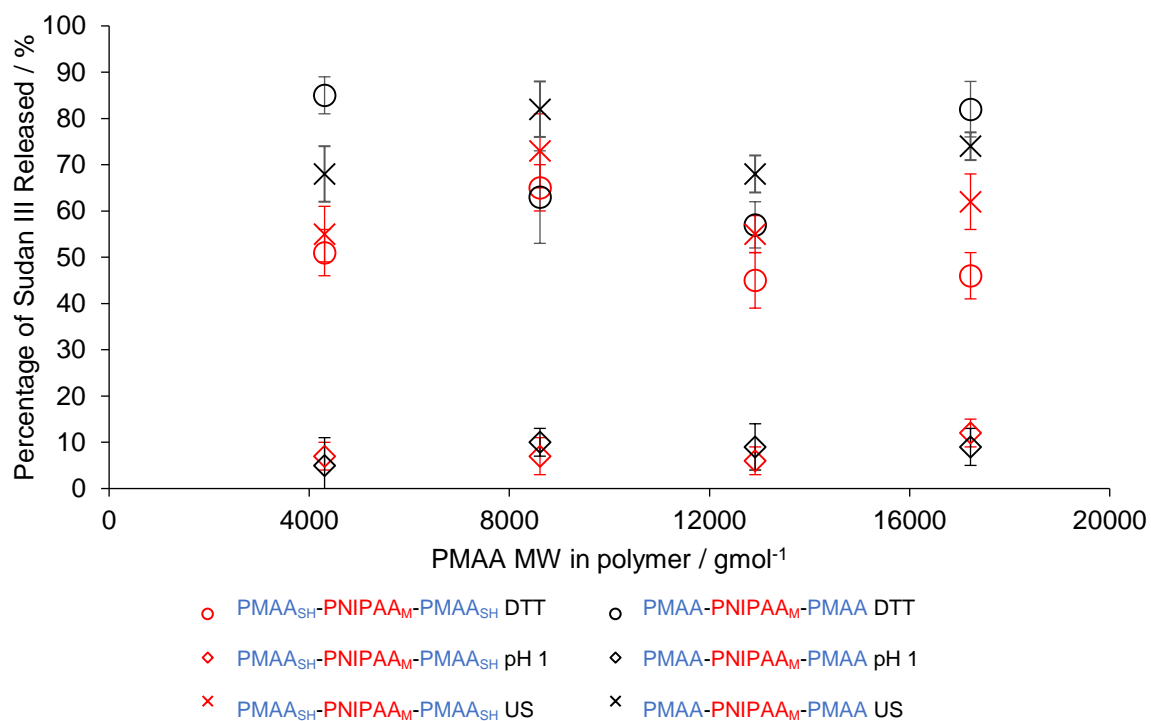 100
90
80
70
60
50
40
30
20
10
0
Percentage of Sudan III Released / %
0 4000 8000 12000 16000 20000
PMAA MW in polymer / gmol-1
PMAASH-PNIPAAM-PMAASH DTT PMAA-PNIPAAM-PMAA DTT
PMAASH-PNIPAAM-PMAASH pH 1 PMAA-PNIPAAM-PMAA pH 1
PMAASH-PNIPAAM-PMAASH US PMAA-PNIPAAM-PMAA US